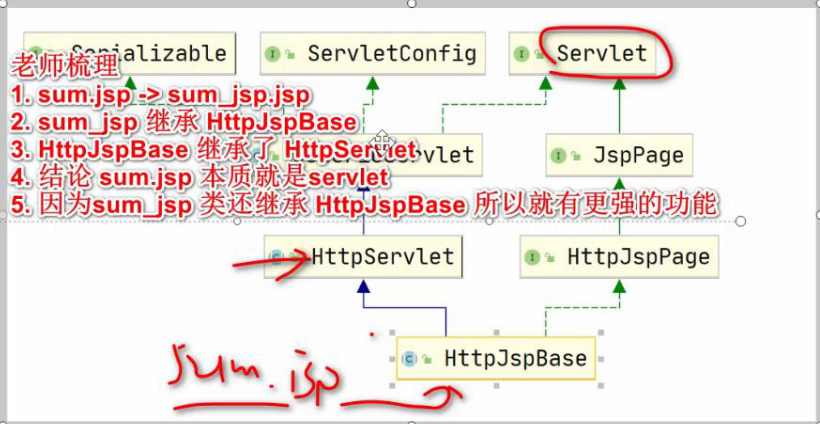 Serializable
ServletConfig
Servlet
老师梳理
1. sum.jsp -> sum_jsp.jsp
2. sum_jsp 继承 HttpJspBase
3. HttpJspBase 继承了 HttpServlet
JspPage
4. 结论 sum.jsp 本质就是servlet
5. 因为sum_jsp 类还继承 HttpJspBase 所以就有更强的功能
HttpServlet
HttpJspPage
HttpJspBase
sum.jsp